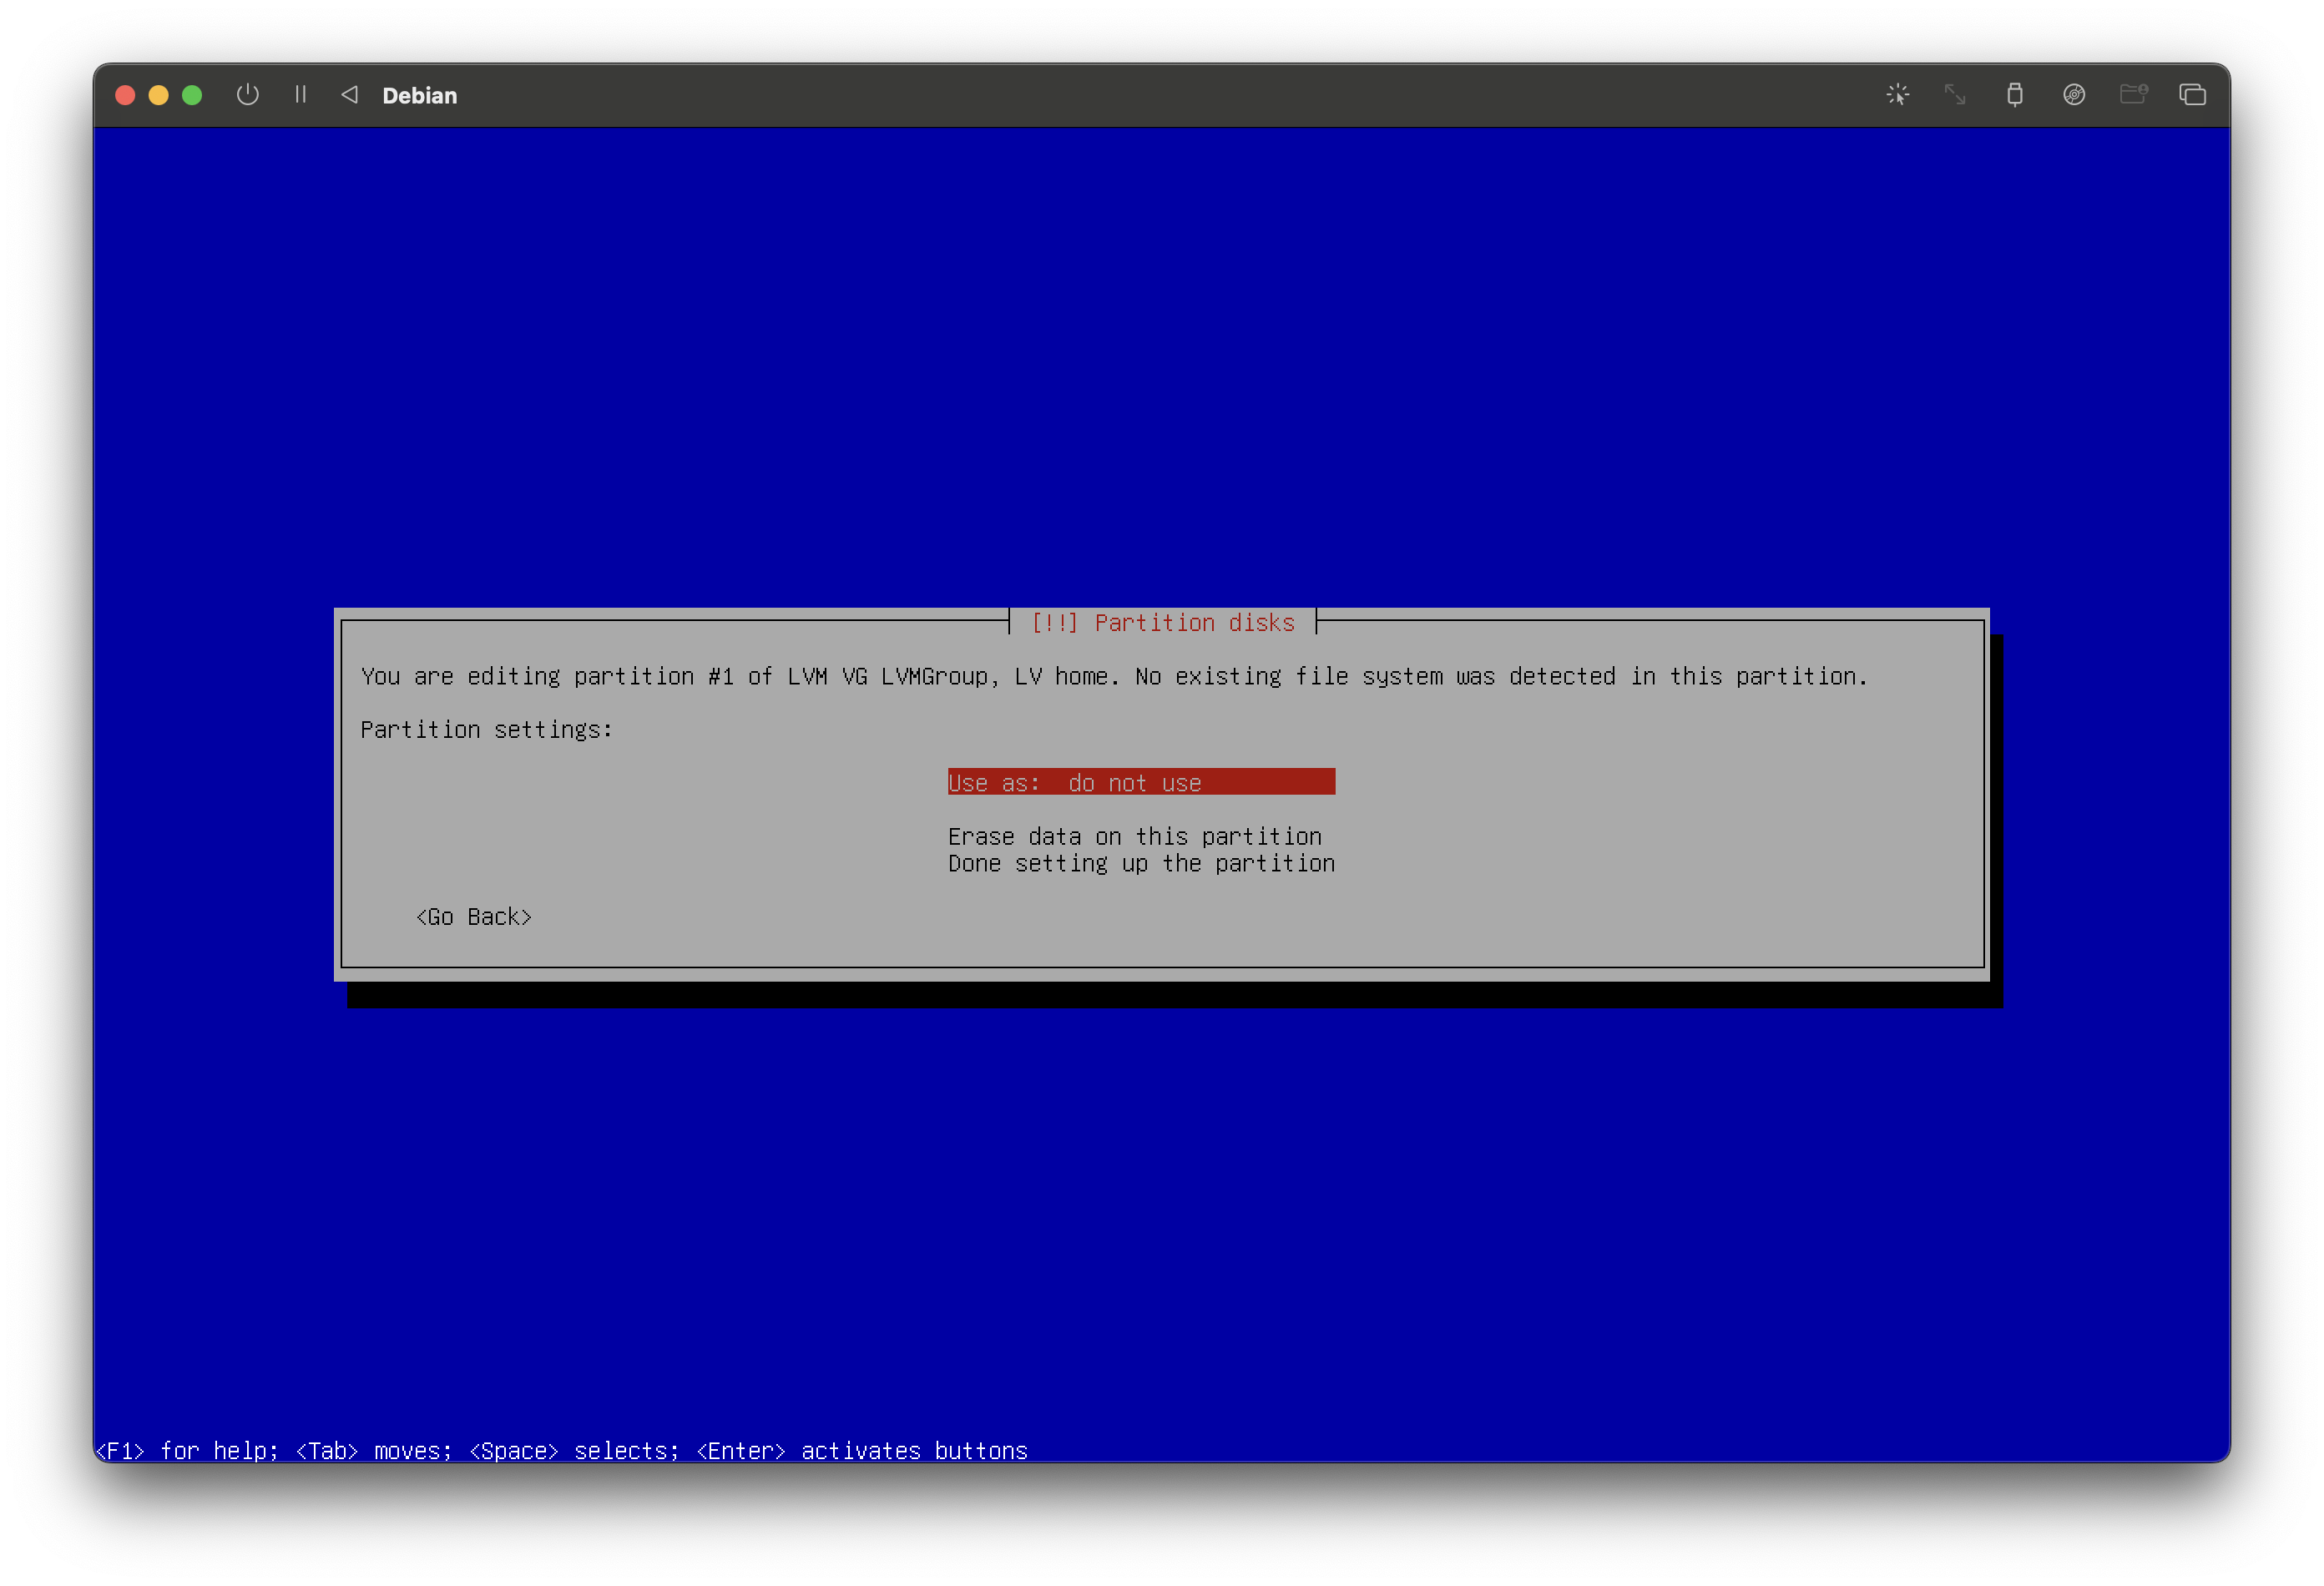 Debian
[!!] Partition disks
You are editing partition #1 of LVM VG LVMGroup, LV home. No existing file system was detected in this partition.
Partition settings:
Use as:  do not use
Erase data on this partition
Done setting up the partition
<Go Back>
<F1> for help; <Tab> moves; <Space> selects; <Enter> activates buttons